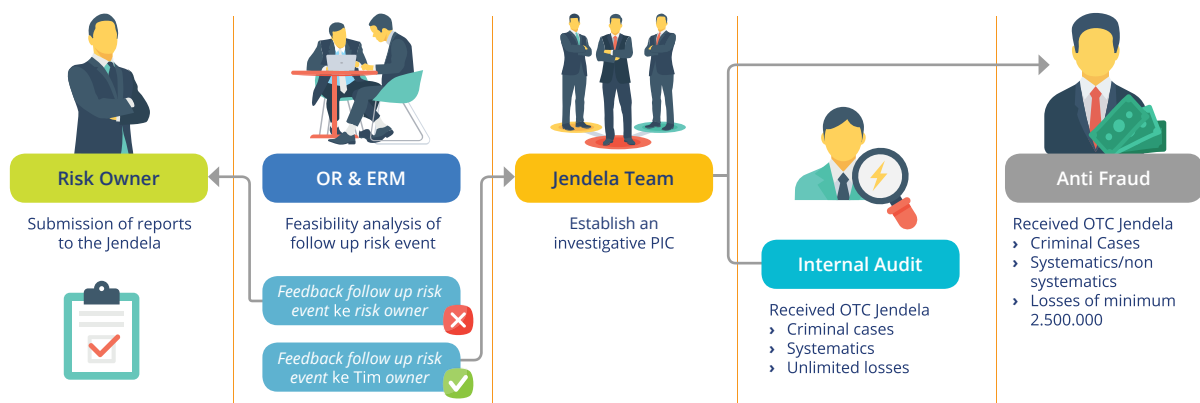 Risk Owner
Submission of reports
to the Jendela
OR & ERM
Feasibility analysis of
follow up risk event
Feedback follow up risk
event ke risk owner
Feedback follow up risk
event ke Tim owner
Jendela Team
Establish an
investigative PIC
Internal Audit
Received OTC Jendela
› Criminal cases
› Systematics
› Unlimited losses
Anti Fraud
Received OTC Jendela
› Criminal Cases
› Systematics/non
systematics
› Losses of minimum
2.500.000